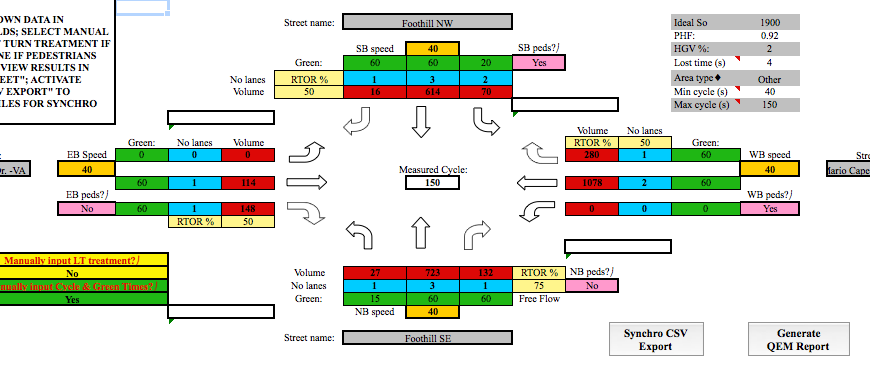 OWN DATA IN
LDS; SELECT MANUAL
TURN TREATMENT IF
NE IF PEDESTRIANS
VIEW RESULTS IN
EET"; ACTIVATE
V EXPORT" TO
ILES FOR SYNCHRO
Street name: Foothill NW
SB speed 40 SB peds?/
Green: 60 60 20 Yes
No lanes RTOR % 1 3 2
Volume 50 16 614 70
Ideal So 1900
PHF: 0.92
HGV %: 2
Lost time (s) 4
Area type♦ Other
Min cycle (s) 40
Max cycle (s) 150
Green: No lanes Volume
EB Speed 0 0 0
40
60 1 114
EB peds?/
No 60 1 148
RTOR % 50
r. -VA
Measured Cycle:
150
Volume No lanes
RTOR % 50 Green:
280 1 60 WB speed
40
1078 2 60
WB peds?/
0 0 0 Yes
Stre
Mario Cape
Manually input LT treatment?/
No
nually input Cycle & Green Times?/
Yes
Volume 27 723 132 RTOR % NB peds?/
No lanes 1 3 1 75 No
Green: 15 60 60 Free Flow
NB speed 40
Street name: Foothill SE
Synchro CSV
Export
Generate
QEM Report